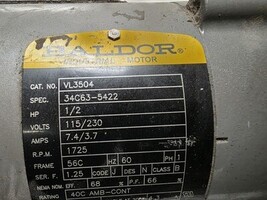 BALDOR
INDUSTRIAL MOTOR
CAT. NO. VL3504
SPEC. 34C63-5422
HP 1/2
VOLTS 115/230
AMPS 7.4/3.7
R.P.M. 1725
FRAME 56C HZ 60 PH 1
SER. F. 1.25 CODE J DES N CLASS B
NEMA NOM. EFF. 68 % P.F. 66 %
RATING 40C AMB-CONT